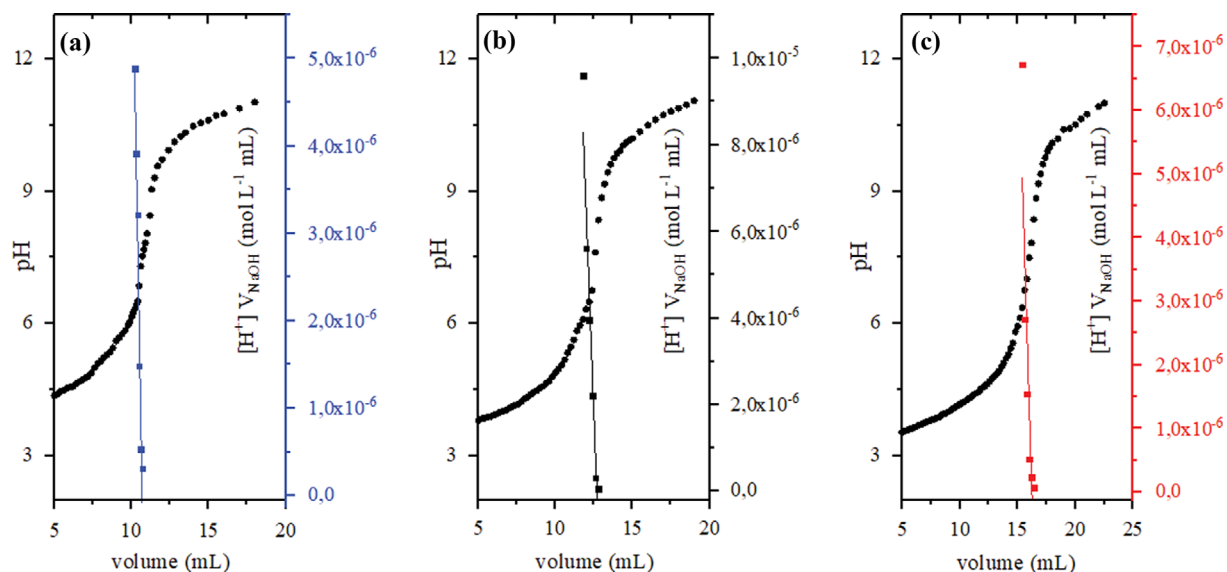 (a)
12
9
6
3
pH
5
10
15
20
volume (mL)
5,0x10⁻⁶
4,0x10⁻⁶
3,0x10⁻⁶
2,0x10⁻⁶
1,0x10⁻⁶
0,0
[H⁺] V_NaOH (mol L⁻¹ mL)
(b)
12
9
6
3
pH
5
10
15
20
volume (mL)
1,0x10⁻⁵
8,0x10⁻⁶
6,0x10⁻⁶
4,0x10⁻⁶
2,0x10⁻⁶
0,0
[H⁺] V_NaOH (mol L⁻¹ mL)
(c)
12
9
6
3
pH
5
10
15
20
25
volume (mL)
7,0x10⁻⁶
6,0x10⁻⁶
5,0x10⁻⁶
4,0x10⁻⁶
3,0x10⁻⁶
2,0x10⁻⁶
1,0x10⁻⁶
0,0
[H⁺] V_NaOH (mol L⁻¹ mL)